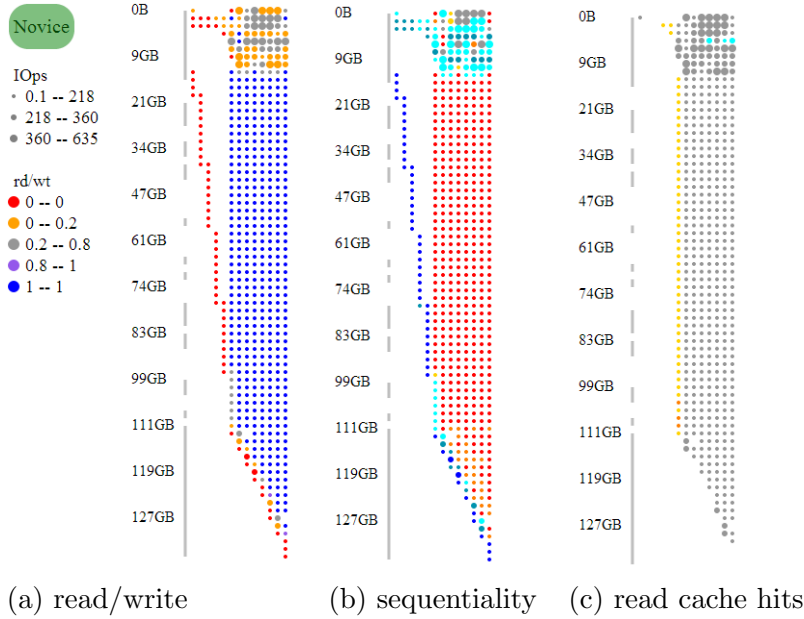 Novice
IOps
0.1 -- 218
218 -- 360
360 -- 635
rd/wt
0 -- 0
0 -- 0.2
0.2 -- 0.8
0.8 -- 1
1 -- 1
0B
9GB
21GB
34GB
47GB
61GB
74GB
83GB
99GB
111GB
119GB
127GB
(a) read/write
0B
9GB
21GB
34GB
47GB
61GB
74GB
83GB
99GB
111GB
119GB
127GB
(b) sequentiality
0B
9GB
21GB
34GB
47GB
61GB
74GB
83GB
99GB
111GB
119GB
127GB
(c) read cache hits